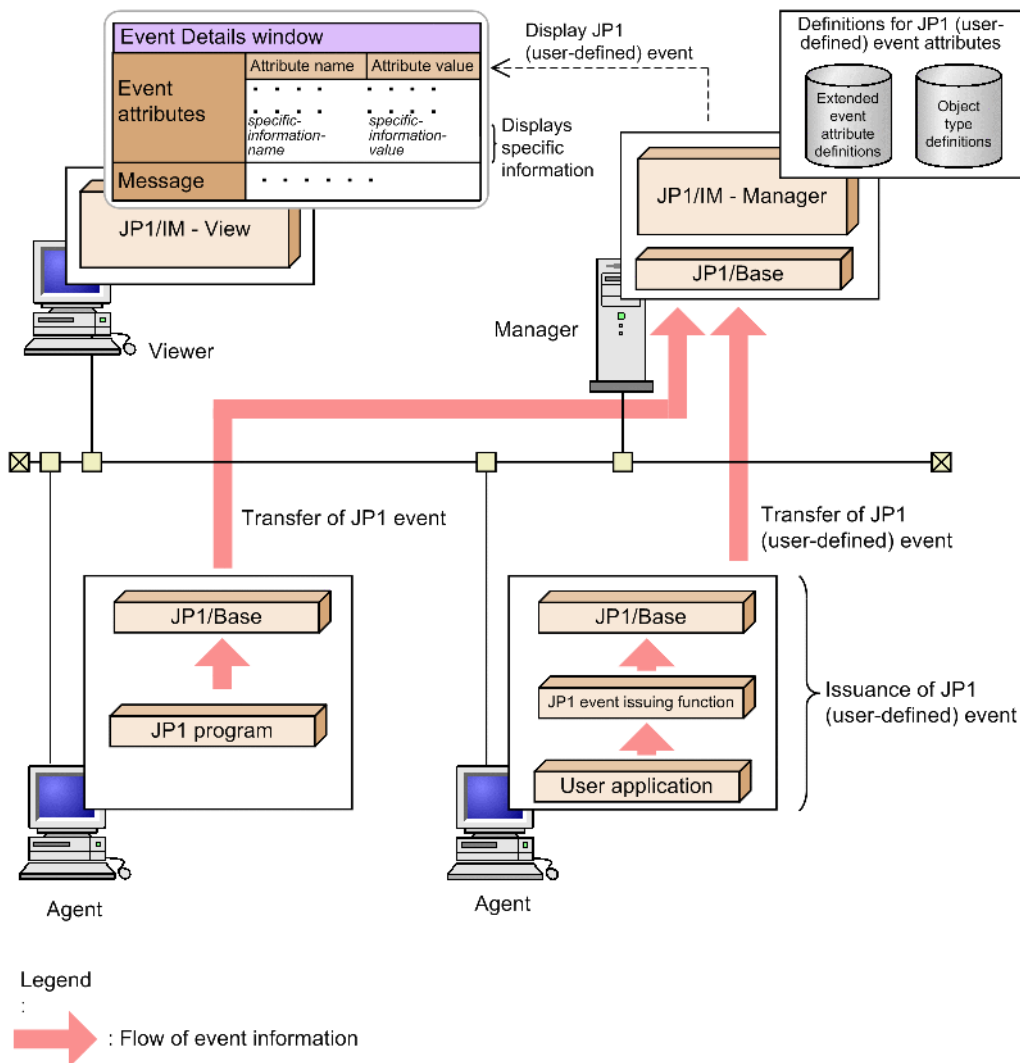 Event Details window
Attribute name
Attribute value
Event
attributes
specific-
information-
name
specific-
information-
value
Message
Display JP1
(user-defined) event
Displays
specific
information
Definitions for JP1 (user-
defined) event attributes
Extended
event
attribute
definitions
Object
type
definitions
JP1/IM - View
JP1/IM - Manager
JP1/Base
Viewer
Manager
Transfer of JP1 event
Transfer of JP1
(user-defined) event
JP1/Base
JP1 program
JP1/Base
JP1 event issuing function
User application
Issuance of JP1
(user-defined) event
Agent
Agent
Legend
:
: Flow of event information